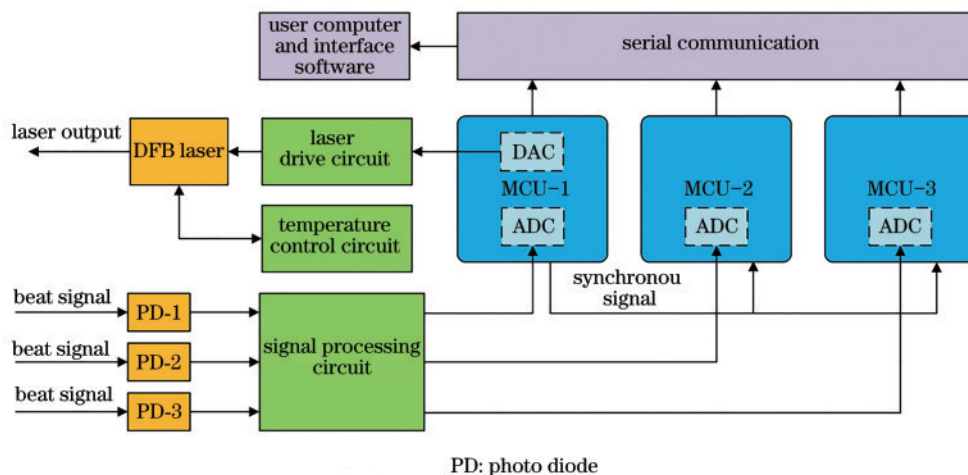 user computer
and interface
software
serial communication
laser output
DFB laser
laser
drive circuit
DAC
MCU-1
ADC
MCU-2
ADC
MCU-3
ADC
temperature
control circuit
synchronou
signal
beat signal
PD-1
beat signal
PD-2
beat signal
PD-3
signal processing
circuit
PD: photo diode